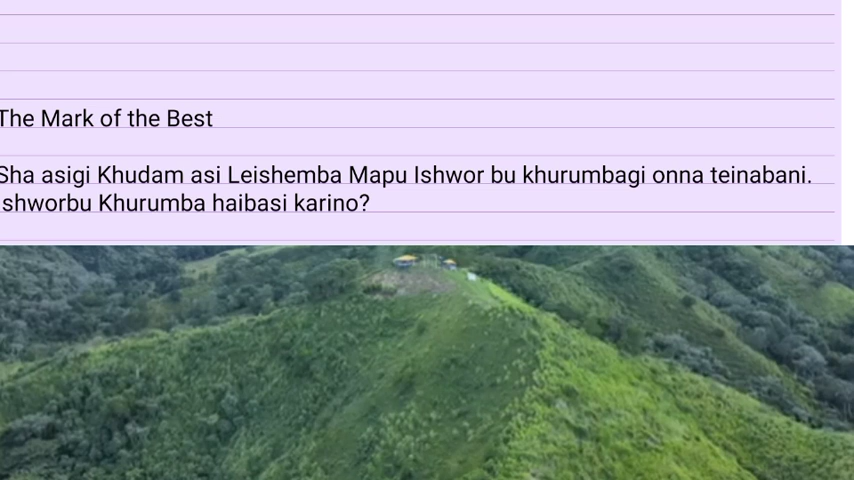 The Mark of the Best
Sha asigi Khudam asi Leishemba Mapu Ishwor bu khurumbagi onna teinabani.
shworbu Khurumba haibasi karino?